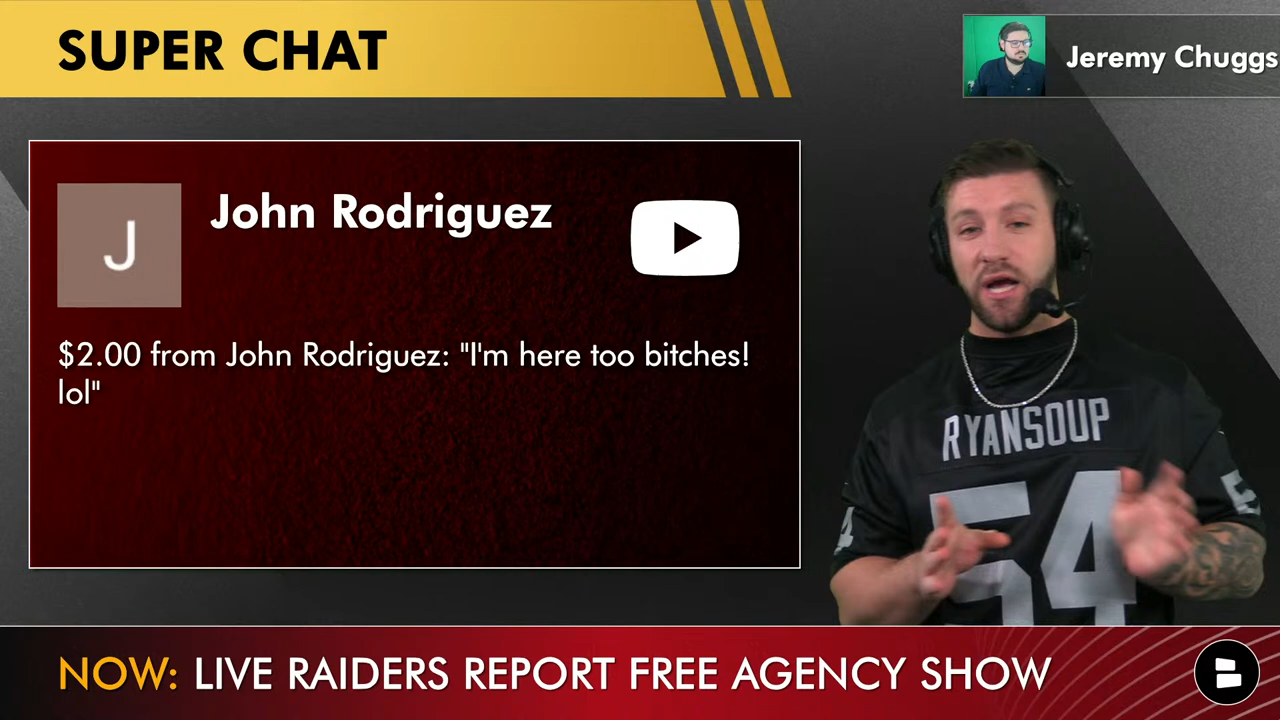 SUPER CHAT
Jeremy Chuggs
J
John Rodriguez
$2.00 from John Rodriguez: "I'm here too bitches!
lol"
RYANSOUP
54
NOW: LIVE RAIDERS REPORT FREE AGENCY SHOW